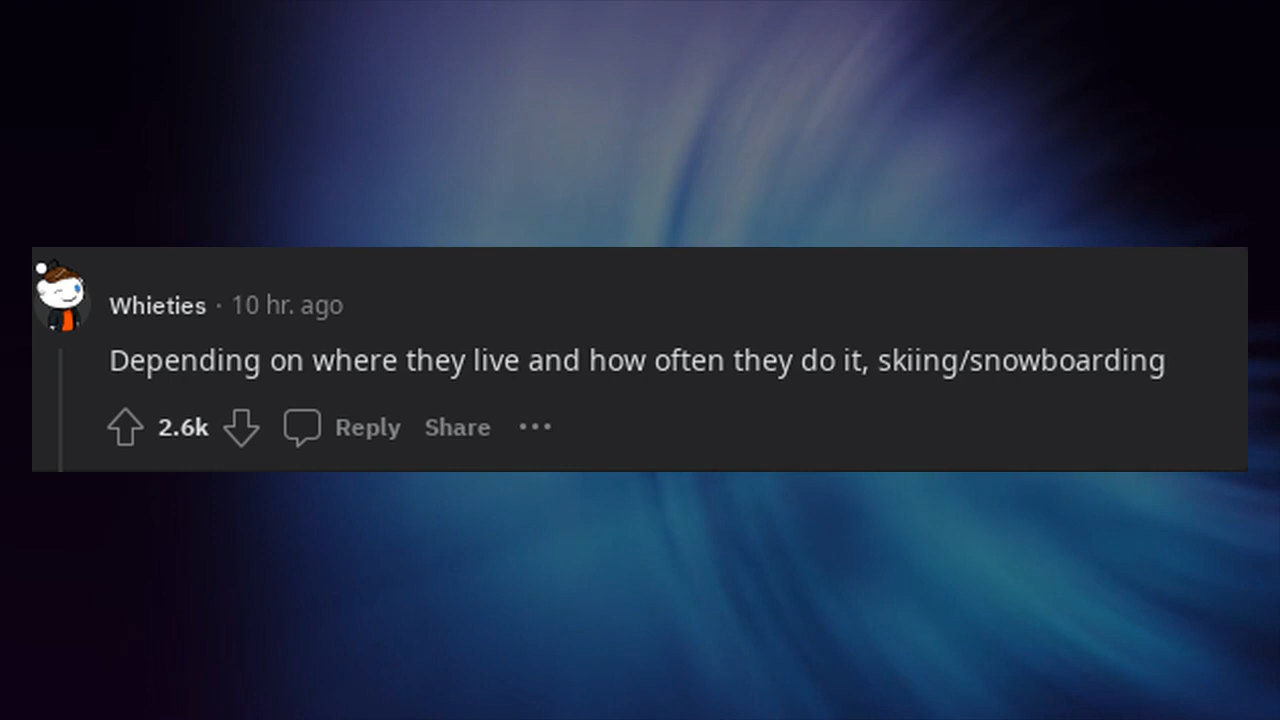 Whieties · 10 hr. ago
Depending on where they live and how often they do it, skiing/snowboarding
2.6k Reply Share ···